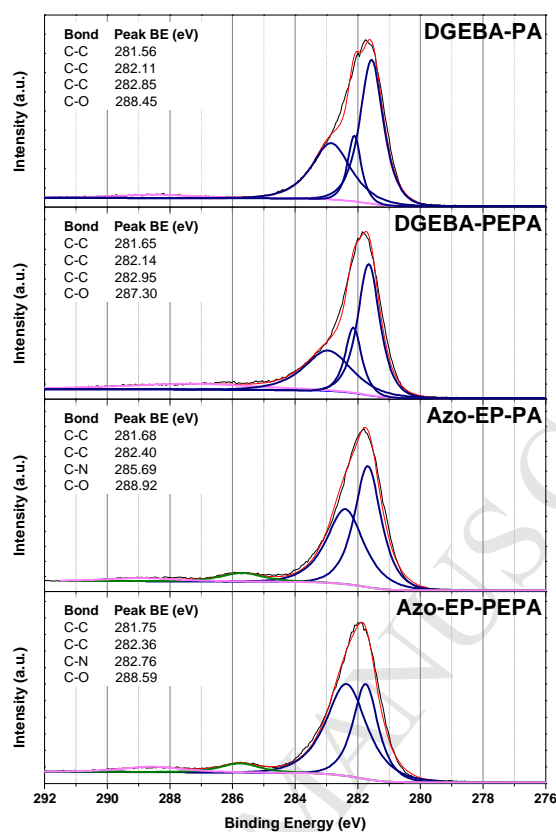 DGEBA-PA
Bond Peak BE (eV)
C-C 281.56
C-C 282.11
C-C 282.85
C-O 288.45
Intensity (a.u.)
DGEBA-PEPA
Bond Peak BE (eV)
C-C 281.65
C-C 282.14
C-C 282.95
C-O 287.30
Intensity (a.u.)
Azo-EP-PA
Bond Peak BE (eV)
C-C 281.68
C-C 282.40
C-N 285.69
C-O 288.92
Intensity (a.u.)
Azo-EP-PEPA
Bond Peak BE (eV)
C-C 281.75
C-C 282.36
C-N 282.76
C-O 288.59
Intensity (a.u.)
292 290 288 286 284 282 280 278 276
Binding Energy (eV)
MANUSC